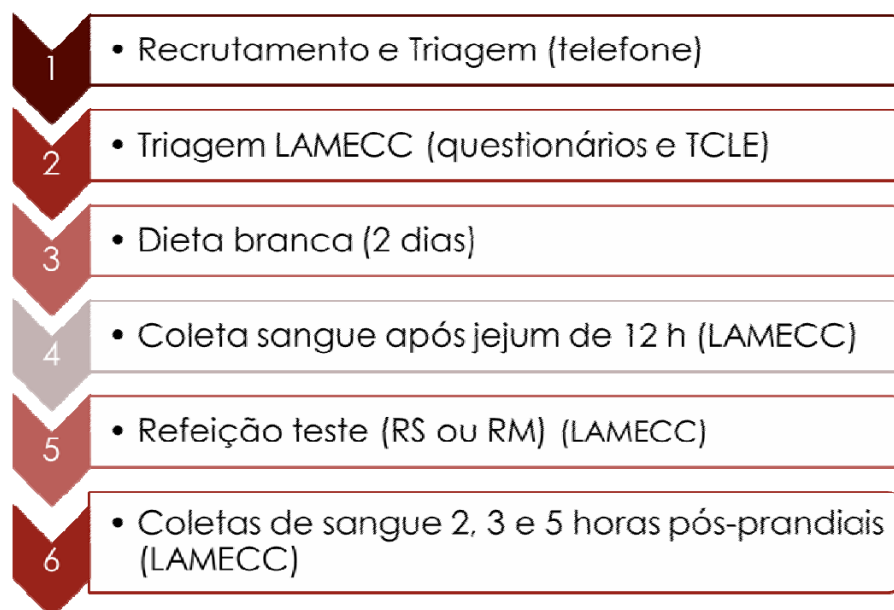 1
• Recrutamento e Triagem (telefone)
2
• Triagem LAMECC (questionários e TCLE)
3
• Dieta branca (2 dias)
4
• Coleta sangue após jejum de 12 h (LAMECC)
5
• Refeição teste (RS ou RM) (LAMECC)
6
• Coletas de sangue 2, 3 e 5 horas pós-prandiais
(LAMECC)